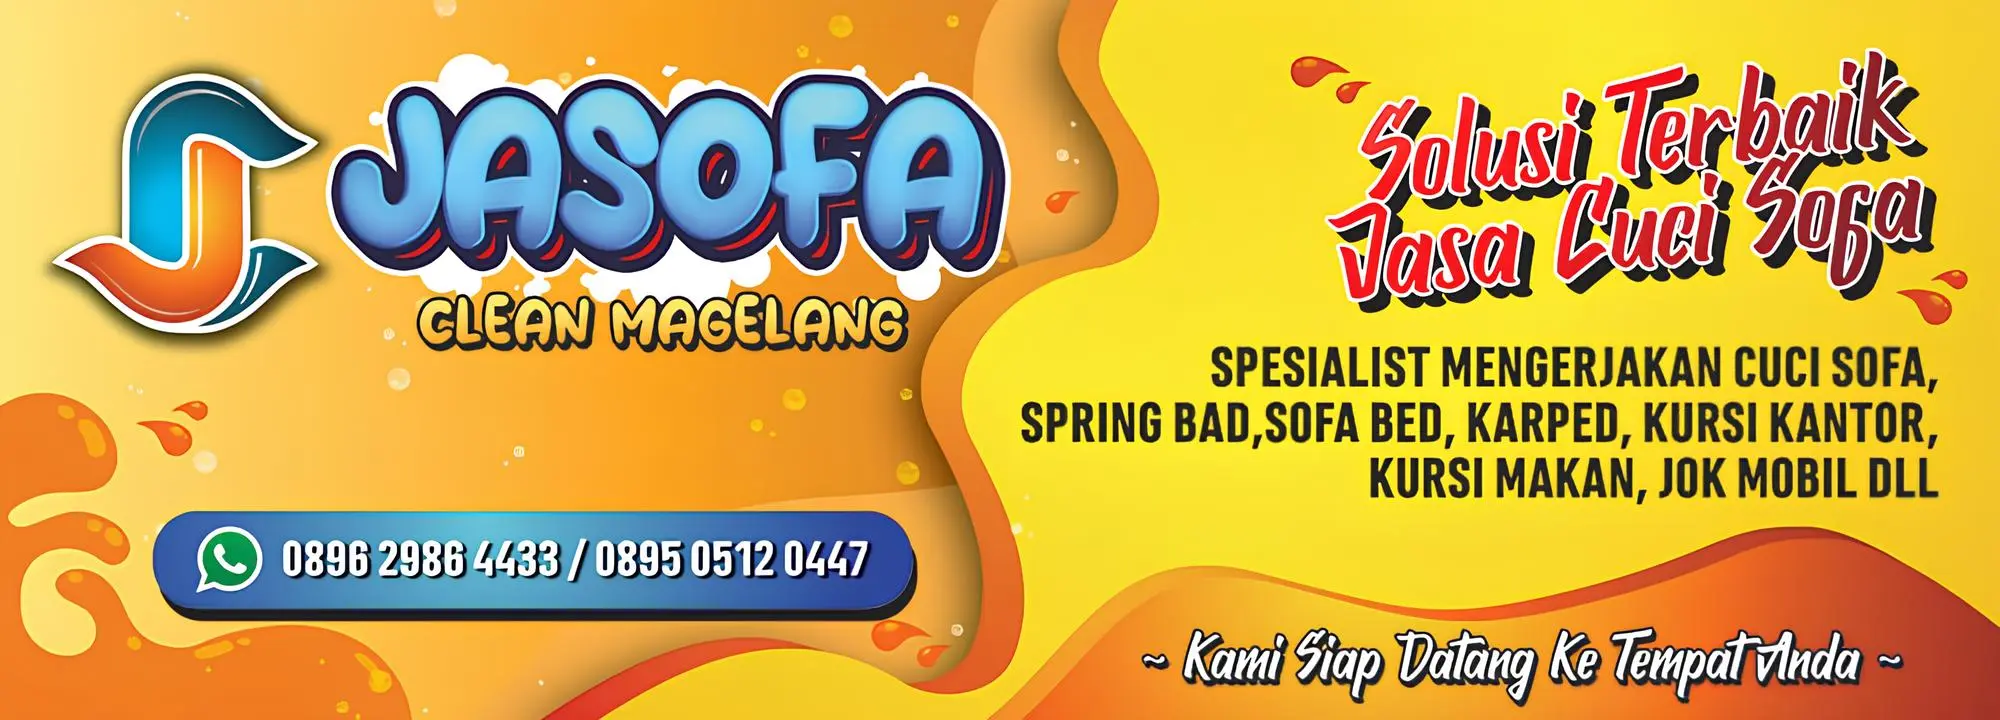 JASOFA
CLEAN MAGELANG
0896 2986 4433 / 0895 0512 0447
Solusi Terbaik
Jasa Cuci Sofa
SPESIALIST MENGERJAKAN CUCI SOFA,
SPRING BAD,SOFA BED, KARPED, KURSI KANTOR,
KURSI MAKAN, JOK MOBIL DLL
~ Kami Siap Datang Ke Tempat Anda ~